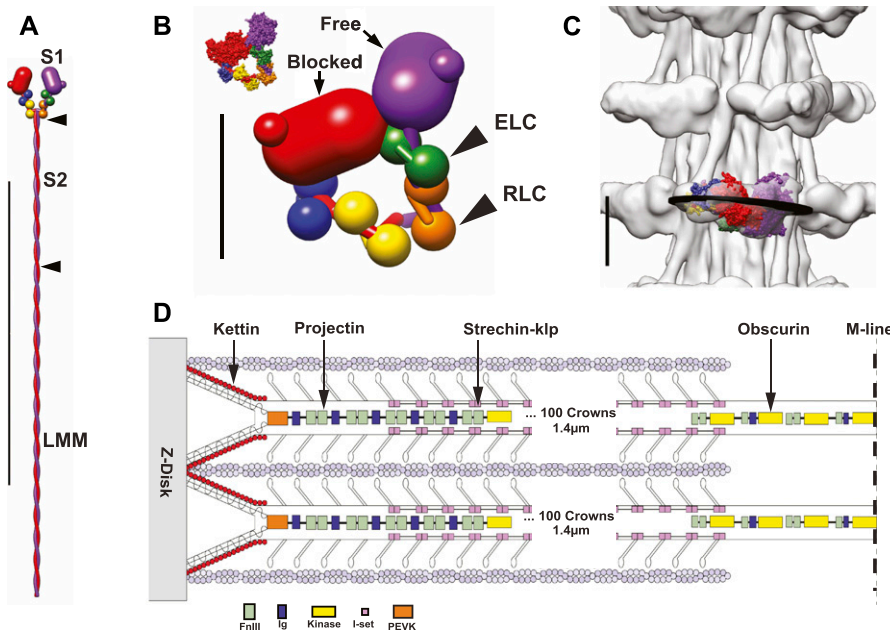 A
S1
S2
LMM
B
Free
Blocked
ELC
RLC
C
D
Kettin
Projectin
Strechin-klp
Obscurin
M-line
Z-Disk
... 100 Crowns
1.4µm
... 100 Crowns
1.4µm
FnIII
Ig
Kinase
I-set
PEVK